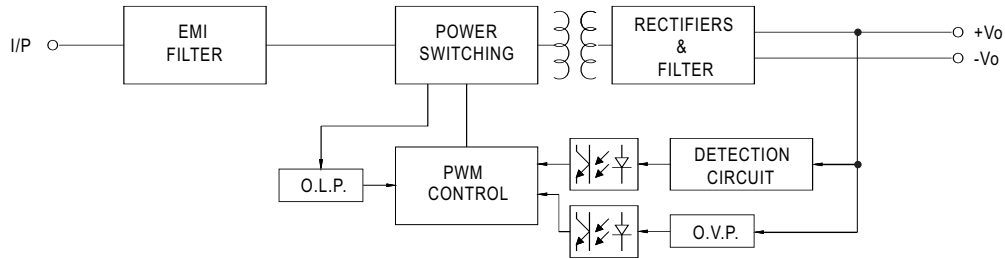 I/P
EMI
FILTER
POWER
SWITCHING
RECTIFIERS
&
FILTER
+Vo
-Vo
O.L.P.
PWM
CONTROL
DETECTION
CIRCUIT
O.V.P.